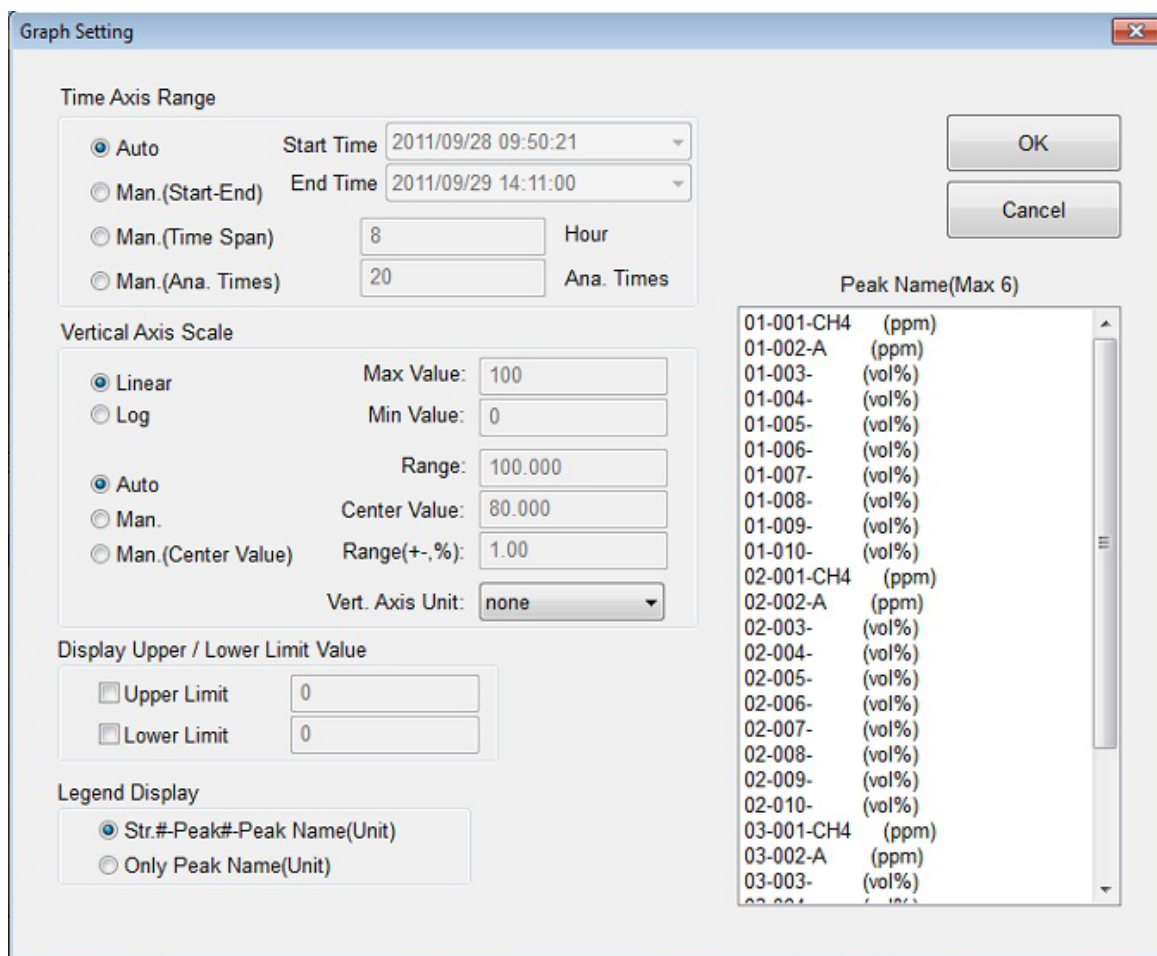 Graph Setting
Time Axis Range
Auto
Start Time 2011/09/28 09:50:21
Man.(Start-End)
End Time 2011/09/29 14:11:00
Man.(Time Span)
8 Hour
Man.(Ana. Times)
20 Ana. Times
Vertical Axis Scale
Linear
Log
Max Value: 100
Min Value: 0
Auto
Man.
Man.(Center Value)
Range: 100.000
Center Value: 80.000
Range(+-,%): 1.00
Vert. Axis Unit: none
Display Upper / Lower Limit Value
Upper Limit 0
Lower Limit 0
Legend Display
Str.#-Peak#-Peak Name(Unit)
Only Peak Name(Unit)
OK
Cancel
Peak Name(Max 6)
01-001-CH4 (ppm)
01-002-A (ppm)
01-003- (vol%)
01-004- (vol%)
01-005- (vol%)
01-006- (vol%)
01-007- (vol%)
01-008- (vol%)
01-009- (vol%)
01-010- (vol%)
02-001-CH4 (ppm)
02-002-A (ppm)
02-003- (vol%)
02-004- (vol%)
02-005- (vol%)
02-006- (vol%)
02-007- (vol%)
02-008- (vol%)
02-009- (vol%)
02-010- (vol%)
03-001-CH4 (ppm)
03-002-A (ppm)
03-003- (vol%)